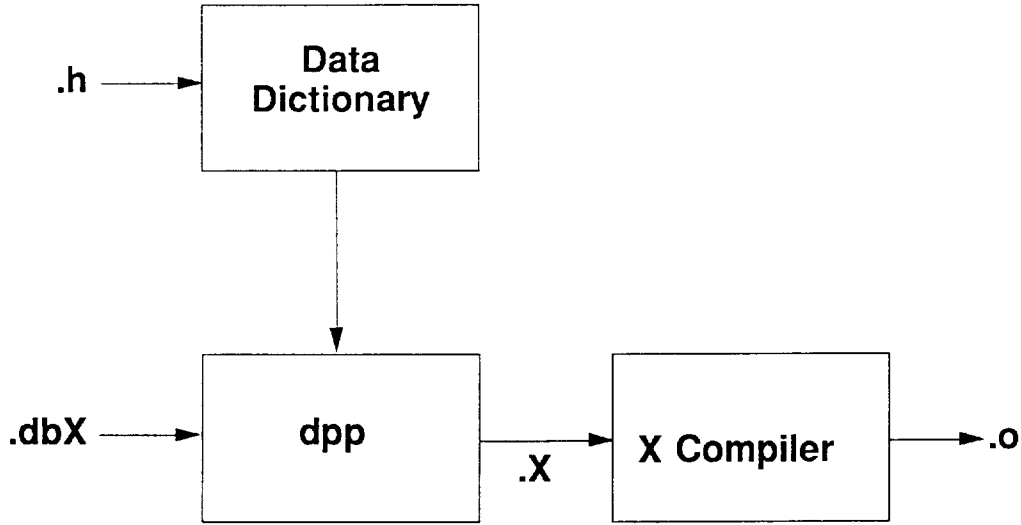 .h
Data
Dictionary
.dbX
dpp
.X
X Compiler
.o